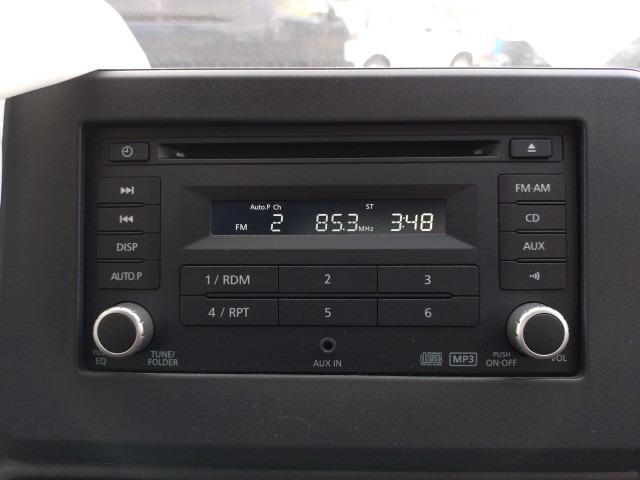 Auto.P Ch ST
FM 2 85.3 MHz 3:48
FM·AM
DISP
CD
AUTO.P
AUX
1 / RDM 2 3
4 / RPT 5 6
EQ
TUNE/
FOLDER
AUX IN
MP3
PUSH
ON·OFF
VOL